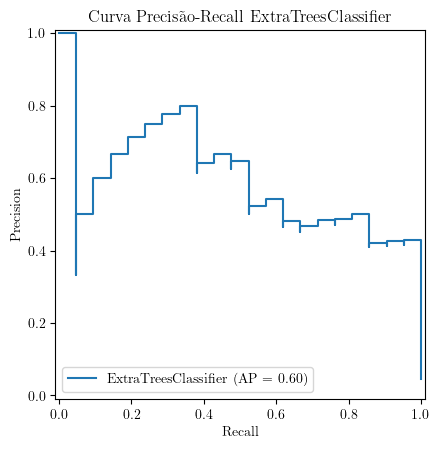 Curva Precisão-Recall ExtraTreesClassifier
1.0
0.8
0.6
0.4
0.2
0.0
Precision
ExtraTreesClassifier (AP = 0.60)
0.0 0.2 0.4 0.6 0.8 1.0
Recall